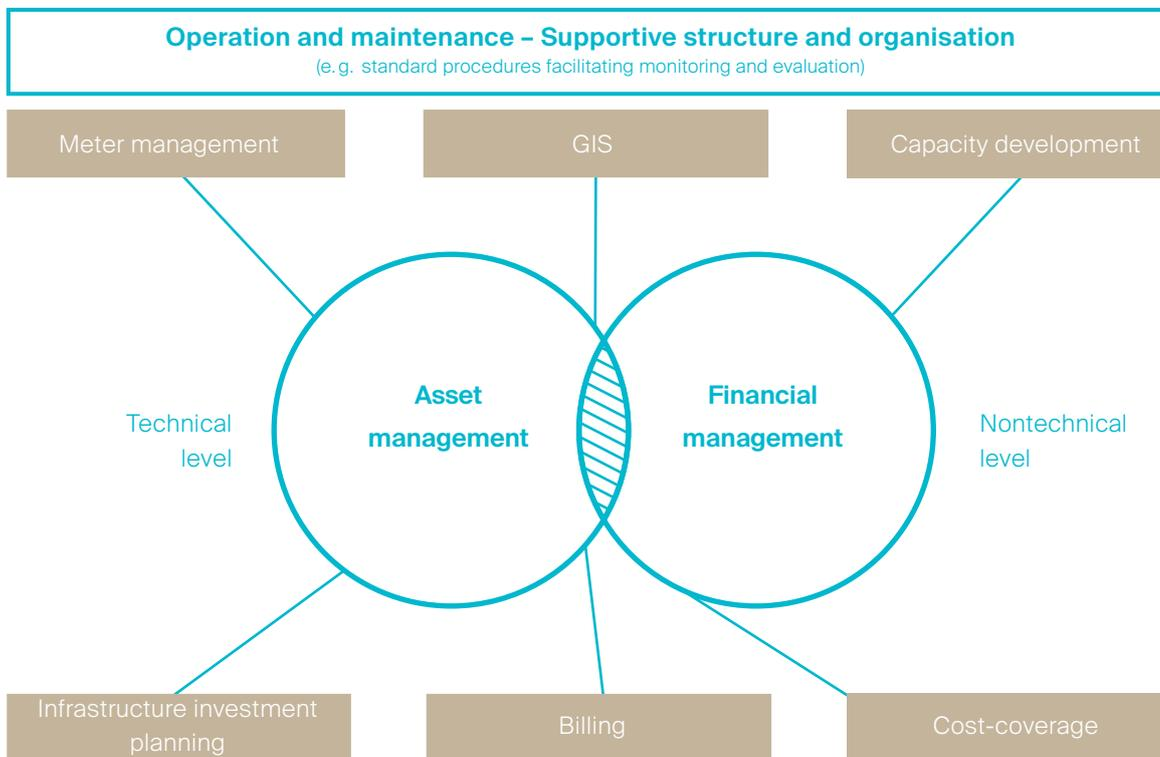 Operation and maintenance – Supportive structure and organisation
(e. g. standard procedures facilitating monitoring and evaluation)
Meter management
GIS
Capacity development
Asset
management
Financial
management
Technical
level
Nontechnical
level
Infrastructure investment
planning
Billing
Cost-coverage